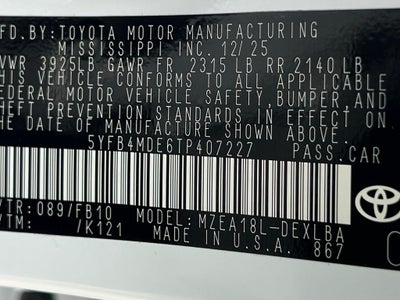 FD. BY: TOYOTA MOTOR MANUFACTURING
MISSISSIPPI INC. 12/25
VWR 3925LB GAWR FR 2315 LB RR 2140 LB
THIS VEHICLE CONFORMS TO ALL APPLICABLE
FEDERAL MOTOR VEHICLE SAFETY, BUMPER, AND
THEFT PREVENTION STANDARDS IN EFFECT ON
THE DATE OF MANUFACTURE SHOWN ABOVE.
5YFB4MDE6TP407227 PASS.CAR
TR: 089/FB10 MODEL: MZEA18L-DEXLBA
TM: /K121 MADE IN U.S.A. 867